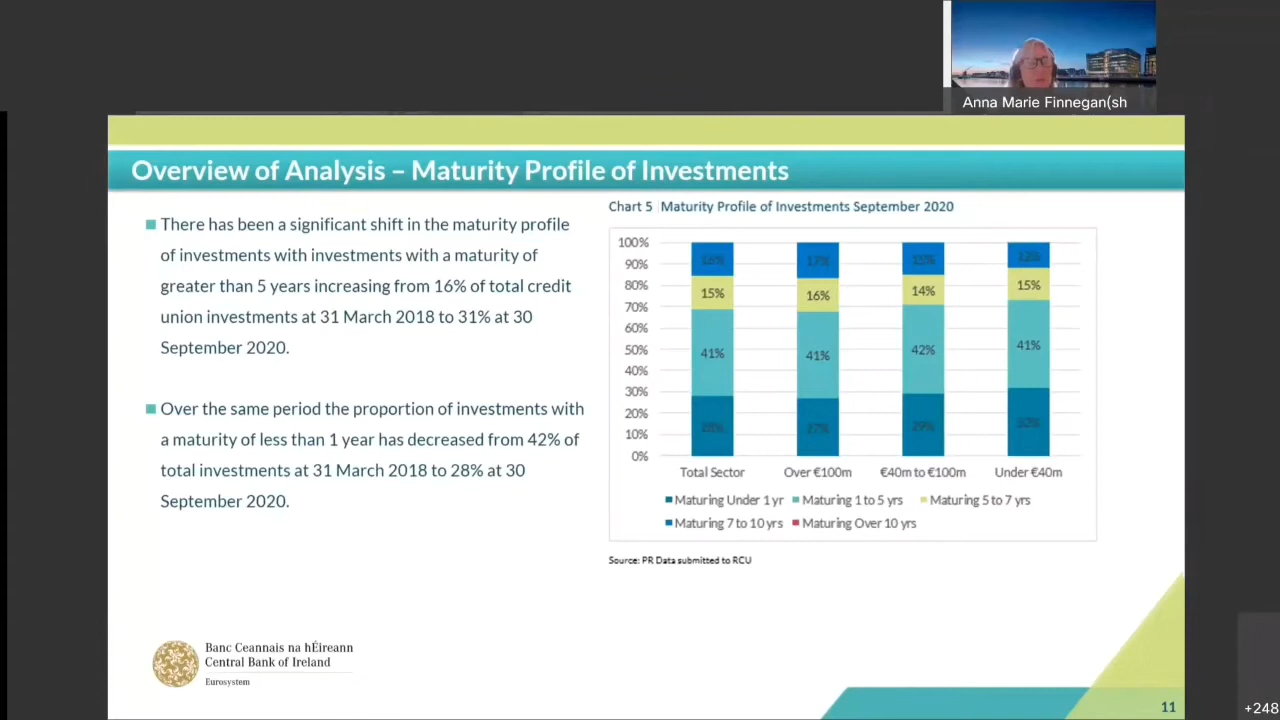 Anna Marie Finnegan(sh
Overview of Analysis – Maturity Profile of Investments
There has been a significant shift in the maturity profile
of investments with investments with a maturity of
greater than 5 years increasing from 16% of total credit
union investments at 31 March 2018 to 31% at 30
September 2020.
Over the same period the proportion of investments with
a maturity of less than 1 year has decreased from 42% of
total investments at 31 March 2018 to 28% at 30
September 2020.
Chart 5 Maturity Profile of Investments September 2020
100%
90%
80%
70%
60%
50%
40%
30%
20%
10%
0%
16% 17% 15% 12%
15% 16% 14% 15%
41% 41% 42% 41%
28% 27% 29% 32%
Total Sector Over €100m €40m to €100m Under €40m
Maturing Under 1 yr Maturing 1 to 5 yrs Maturing 5 to 7 yrs
Maturing 7 to 10 yrs Maturing Over 10 yrs
Source: PR Data submitted to RCU
Banc Ceannais na hÉireann
Central Bank of Ireland
Eurosystem
11
+248